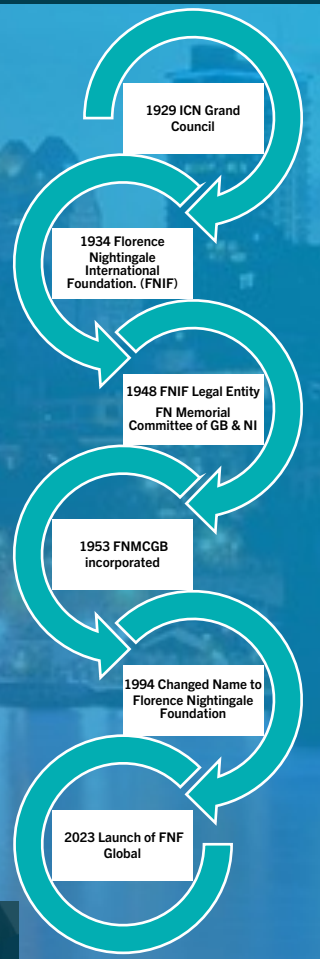 1929 ICN Grand
Council
1934 Florence
Nightingale
International
Foundation. (FNIF)
1948 FNIF Legal Entity
FN Memorial
Committee of GB & NI
1953 FNMCGB
incorporated
1994 Changed Name to
Florence Nightingale
Foundation
2023 Launch of FNF
Global